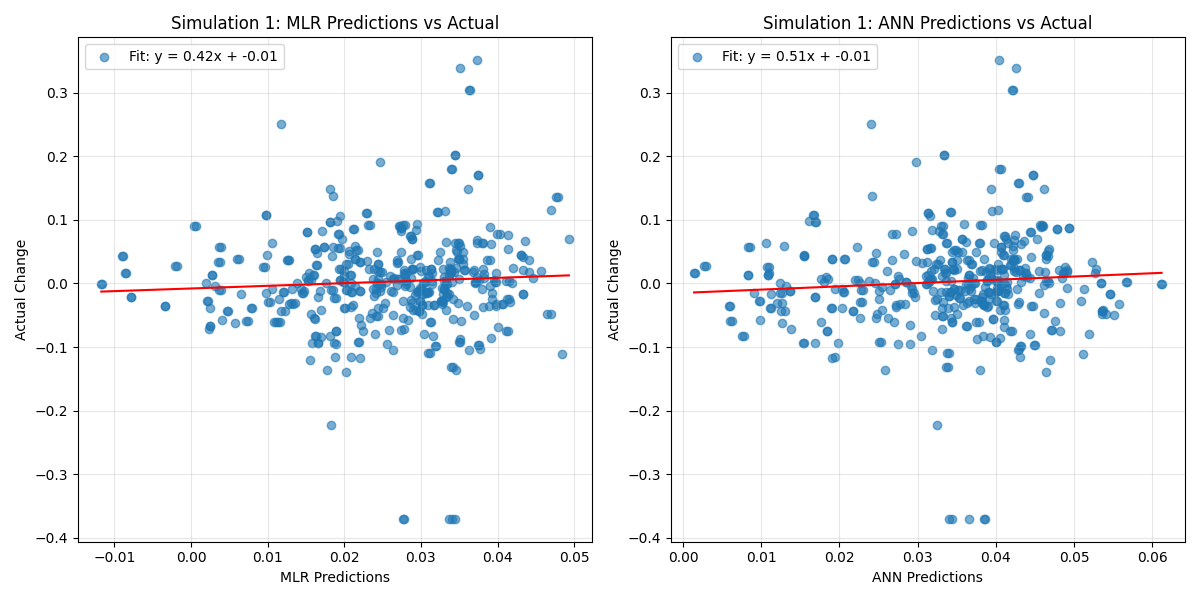 Simulation 1: MLR Predictions vs Actual
Fit: y = 0.42x + -0.01
Actual Change
0.3
0.2
0.1
0.0
−0.1
−0.2
−0.3
−0.4
−0.01 0.00 0.01 0.02 0.03 0.04 0.05
MLR Predictions
Simulation 1: ANN Predictions vs Actual
Fit: y = 0.51x + -0.01
Actual Change
0.3
0.2
0.1
0.0
−0.1
−0.2
−0.3
−0.4
0.00 0.01 0.02 0.03 0.04 0.05 0.06
ANN Predictions